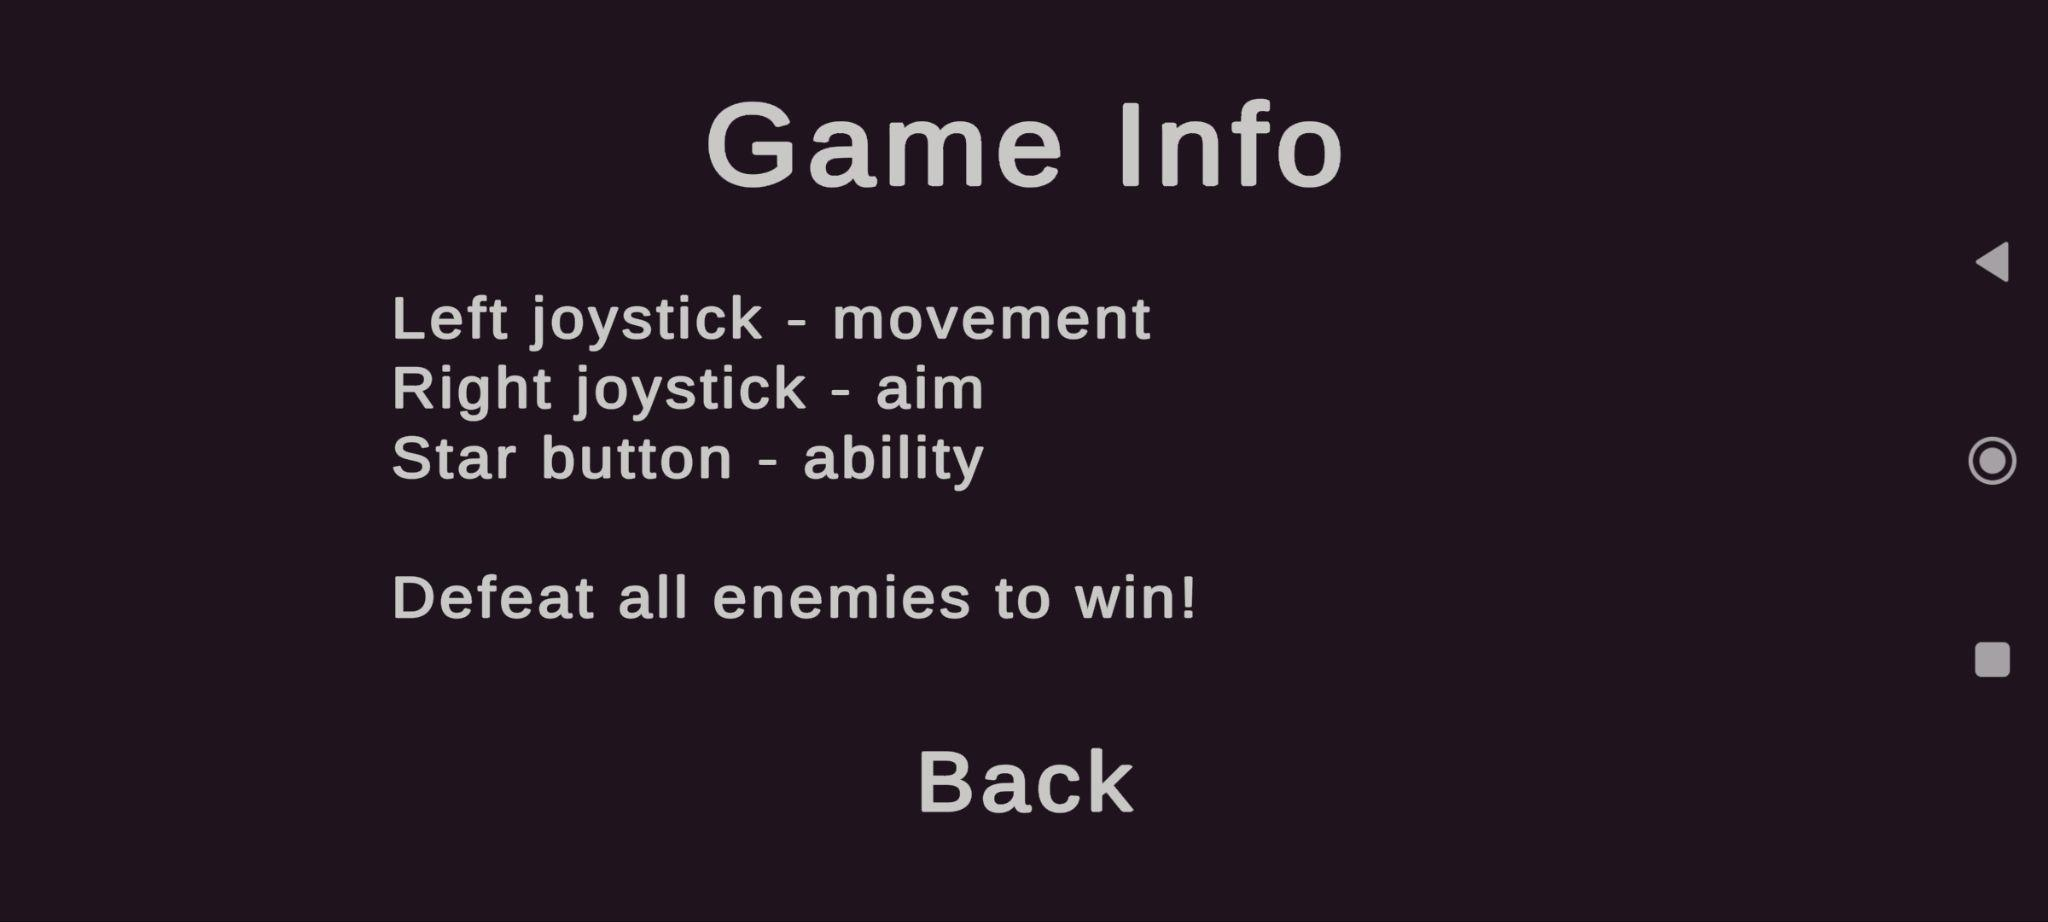 Game Info
Left joystick - movement
Right joystick - aim
Star button - ability
Defeat all enemies to win!
Back